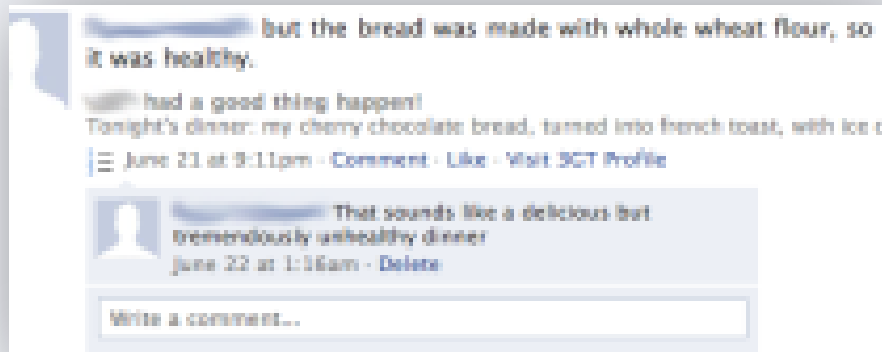 but the bread was made with whole wheat flour, so
it was healthy.
had a good thing happen!
Tonight's dinner: my cherry chocolate bread, turned into french toast, with ice
June 21 at 9:11pm · Comment · Like · Visit 3GT Profile
That sounds like a delicious but
tremendously unhealthy dinner
June 22 at 1:16am · Delete
Write a comment...